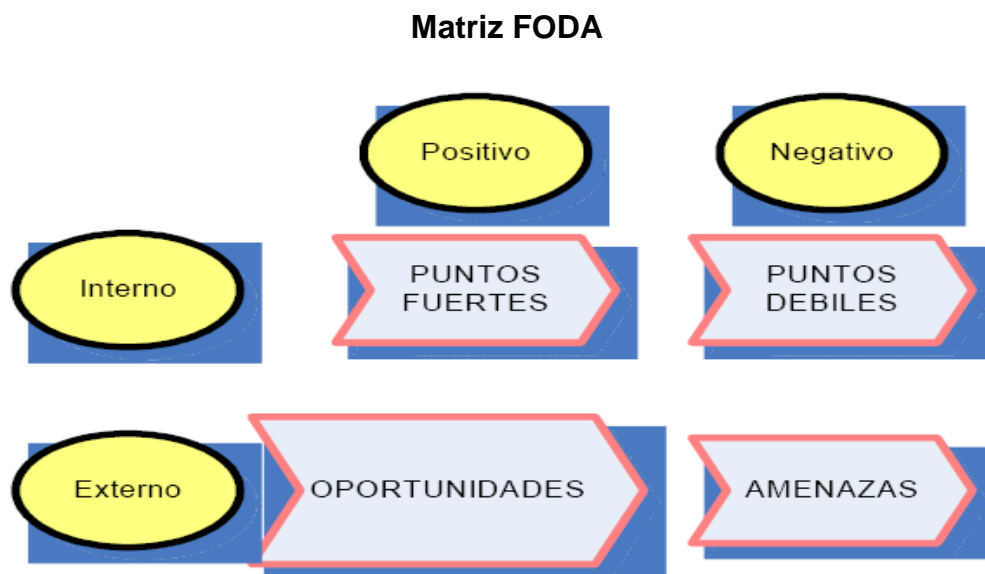 Matriz FODA
Positivo
Negativo
Interno
PUNTOS
FUERTES
PUNTOS
DEBILES
Externo
OPORTUNIDADES
AMENAZAS